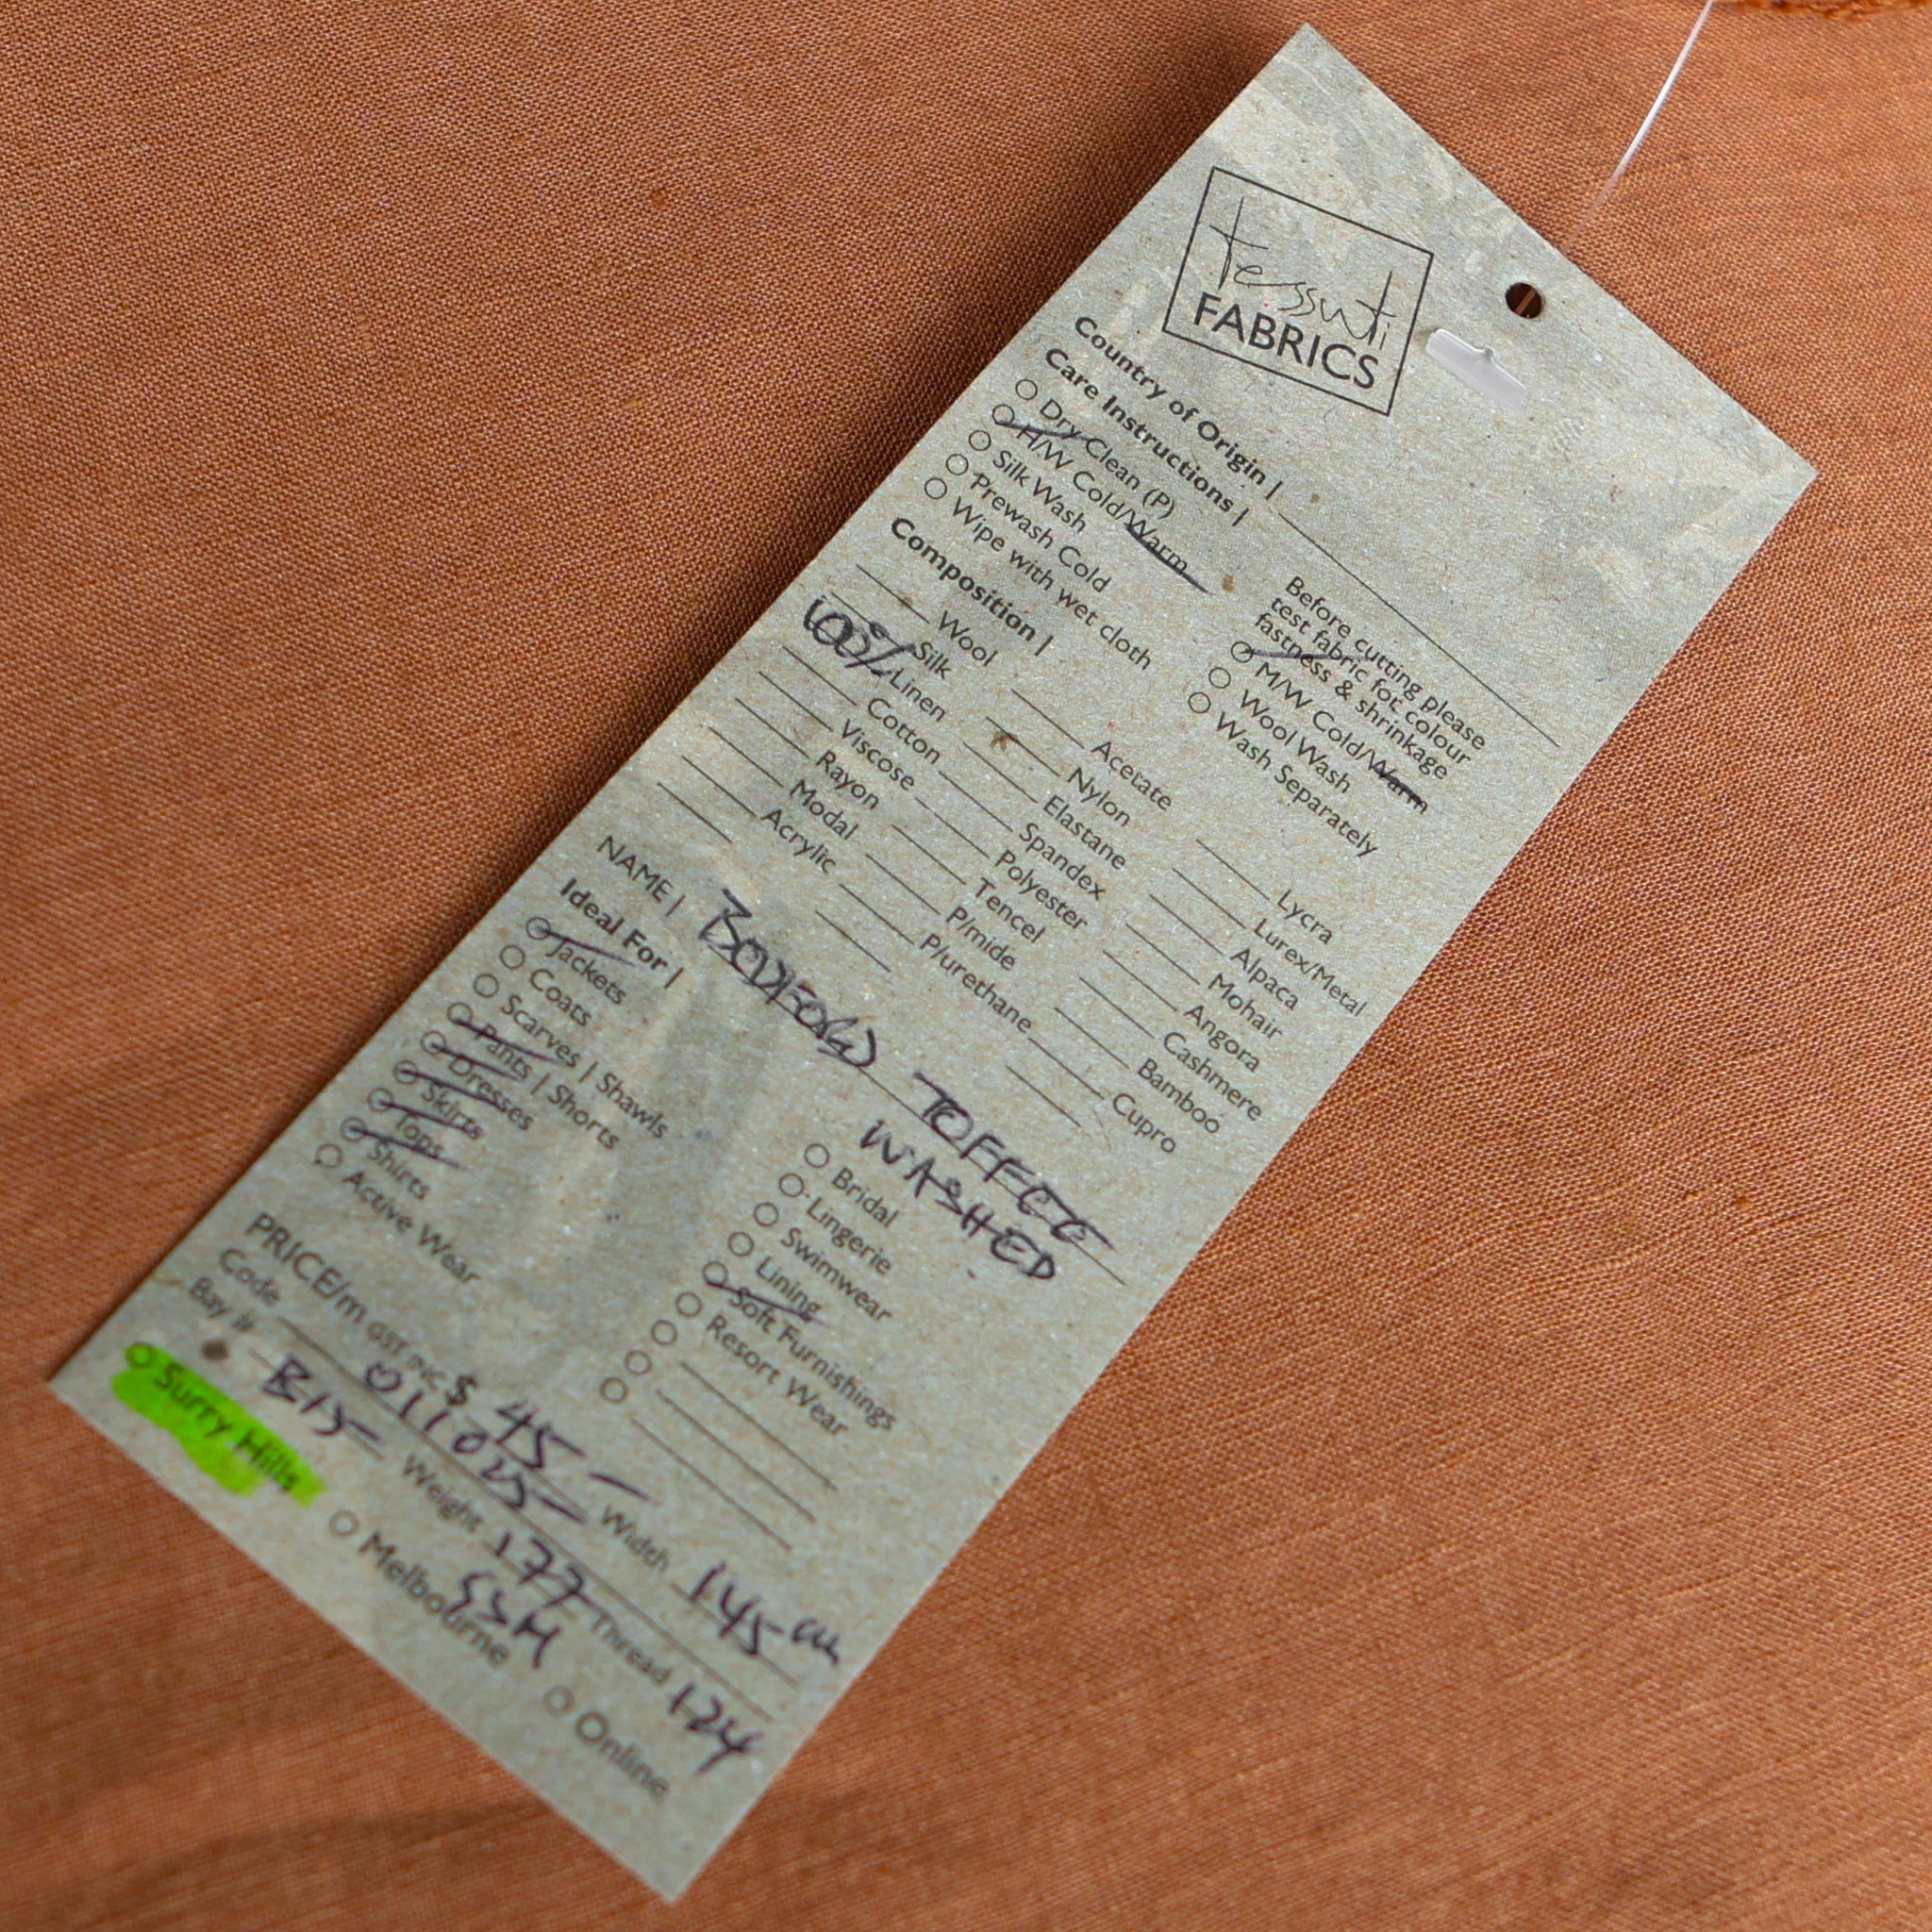 tessuti
FABRICS
Country of Origin |
Care Instructions |
Dry Clean (P)
H/W Cold/Warm
Silk Wash
Prewash Cold
Wipe with wet cloth
Before cutting please
test fabric for colour
fastness & shrinkage
M/W Cold/Warm
Wool Wash
Wash Separately
Composition |
Wool
Silk
100% Linen
Cotton
Viscose
Rayon
Modal
Acrylic
Acetate
Nylon
Elastane
Spandex
Polyester
Tencel
P/mide
P/urethane
Lycra
Lurex/Metal
Alpaca
Mohair
Angora
Cashmere
Bamboo
Cupro
NAME | TOFFEE
WASHED
Ideal For |
Jackets
Coats
Scarves | Shawls
Pants | Shorts
Dresses
Skirts
Tops
Shirts
Active Wear
Bridal
Lingerie
Swimwear
Lining
Soft Furnishings
Resort Wear
PRICE/m GST INC $ 45 - Width 145cm
Code 011023 -
Bay # Weight 177 Thread 124
GSM
Surry Hills Melbourne Online